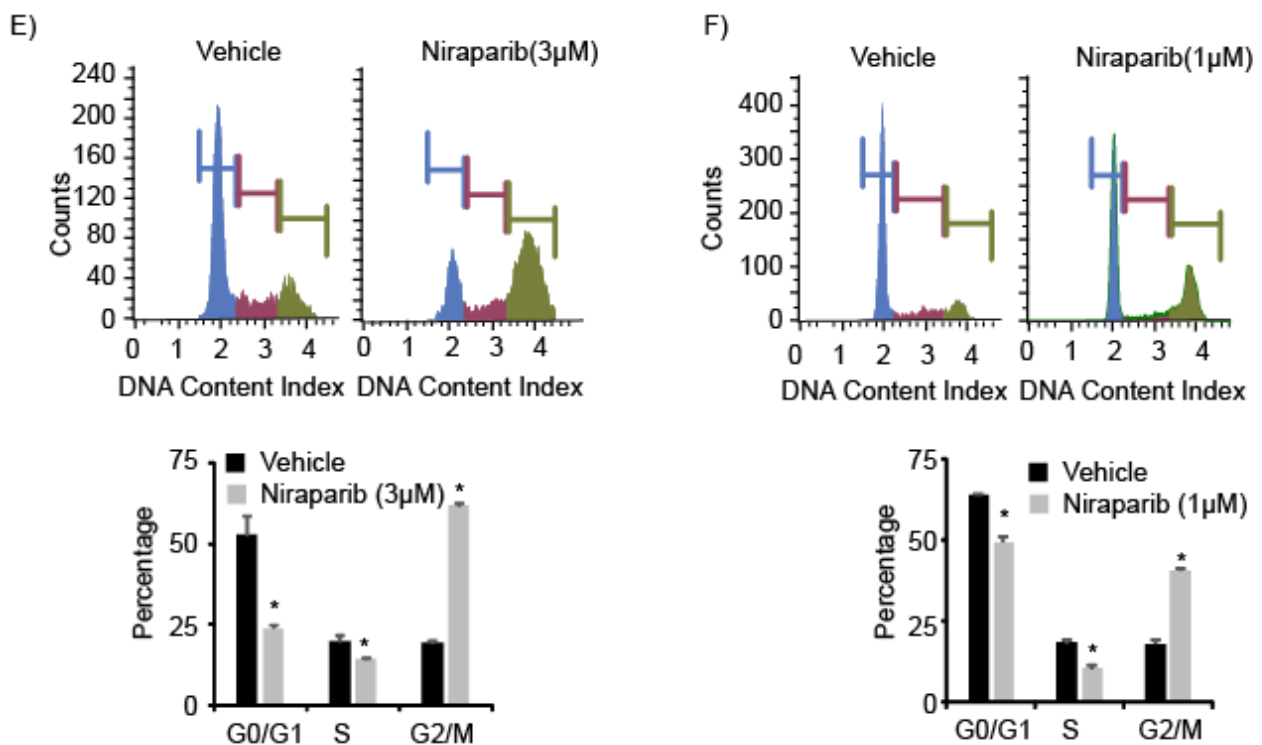 E)
Vehicle
Niraparib(3µM)
240
200
160
120
80
40
0
Counts
0 1 2 3 4
0 1 2 3 4
DNA Content Index
DNA Content Index
75
50
25
0
Percentage
Vehicle
Niraparib (3µM)
*
*
*
G0/G1
S
G2/M
F)
Vehicle
Niraparib(1µM)
400
300
200
100
0
Counts
0 1 2 3 4
0 1 2 3 4
DNA Content Index
DNA Content Index
75
50
25
0
Percentage
Vehicle
Niraparib (1µM)
*
*
*
G0/G1
S
G2/M